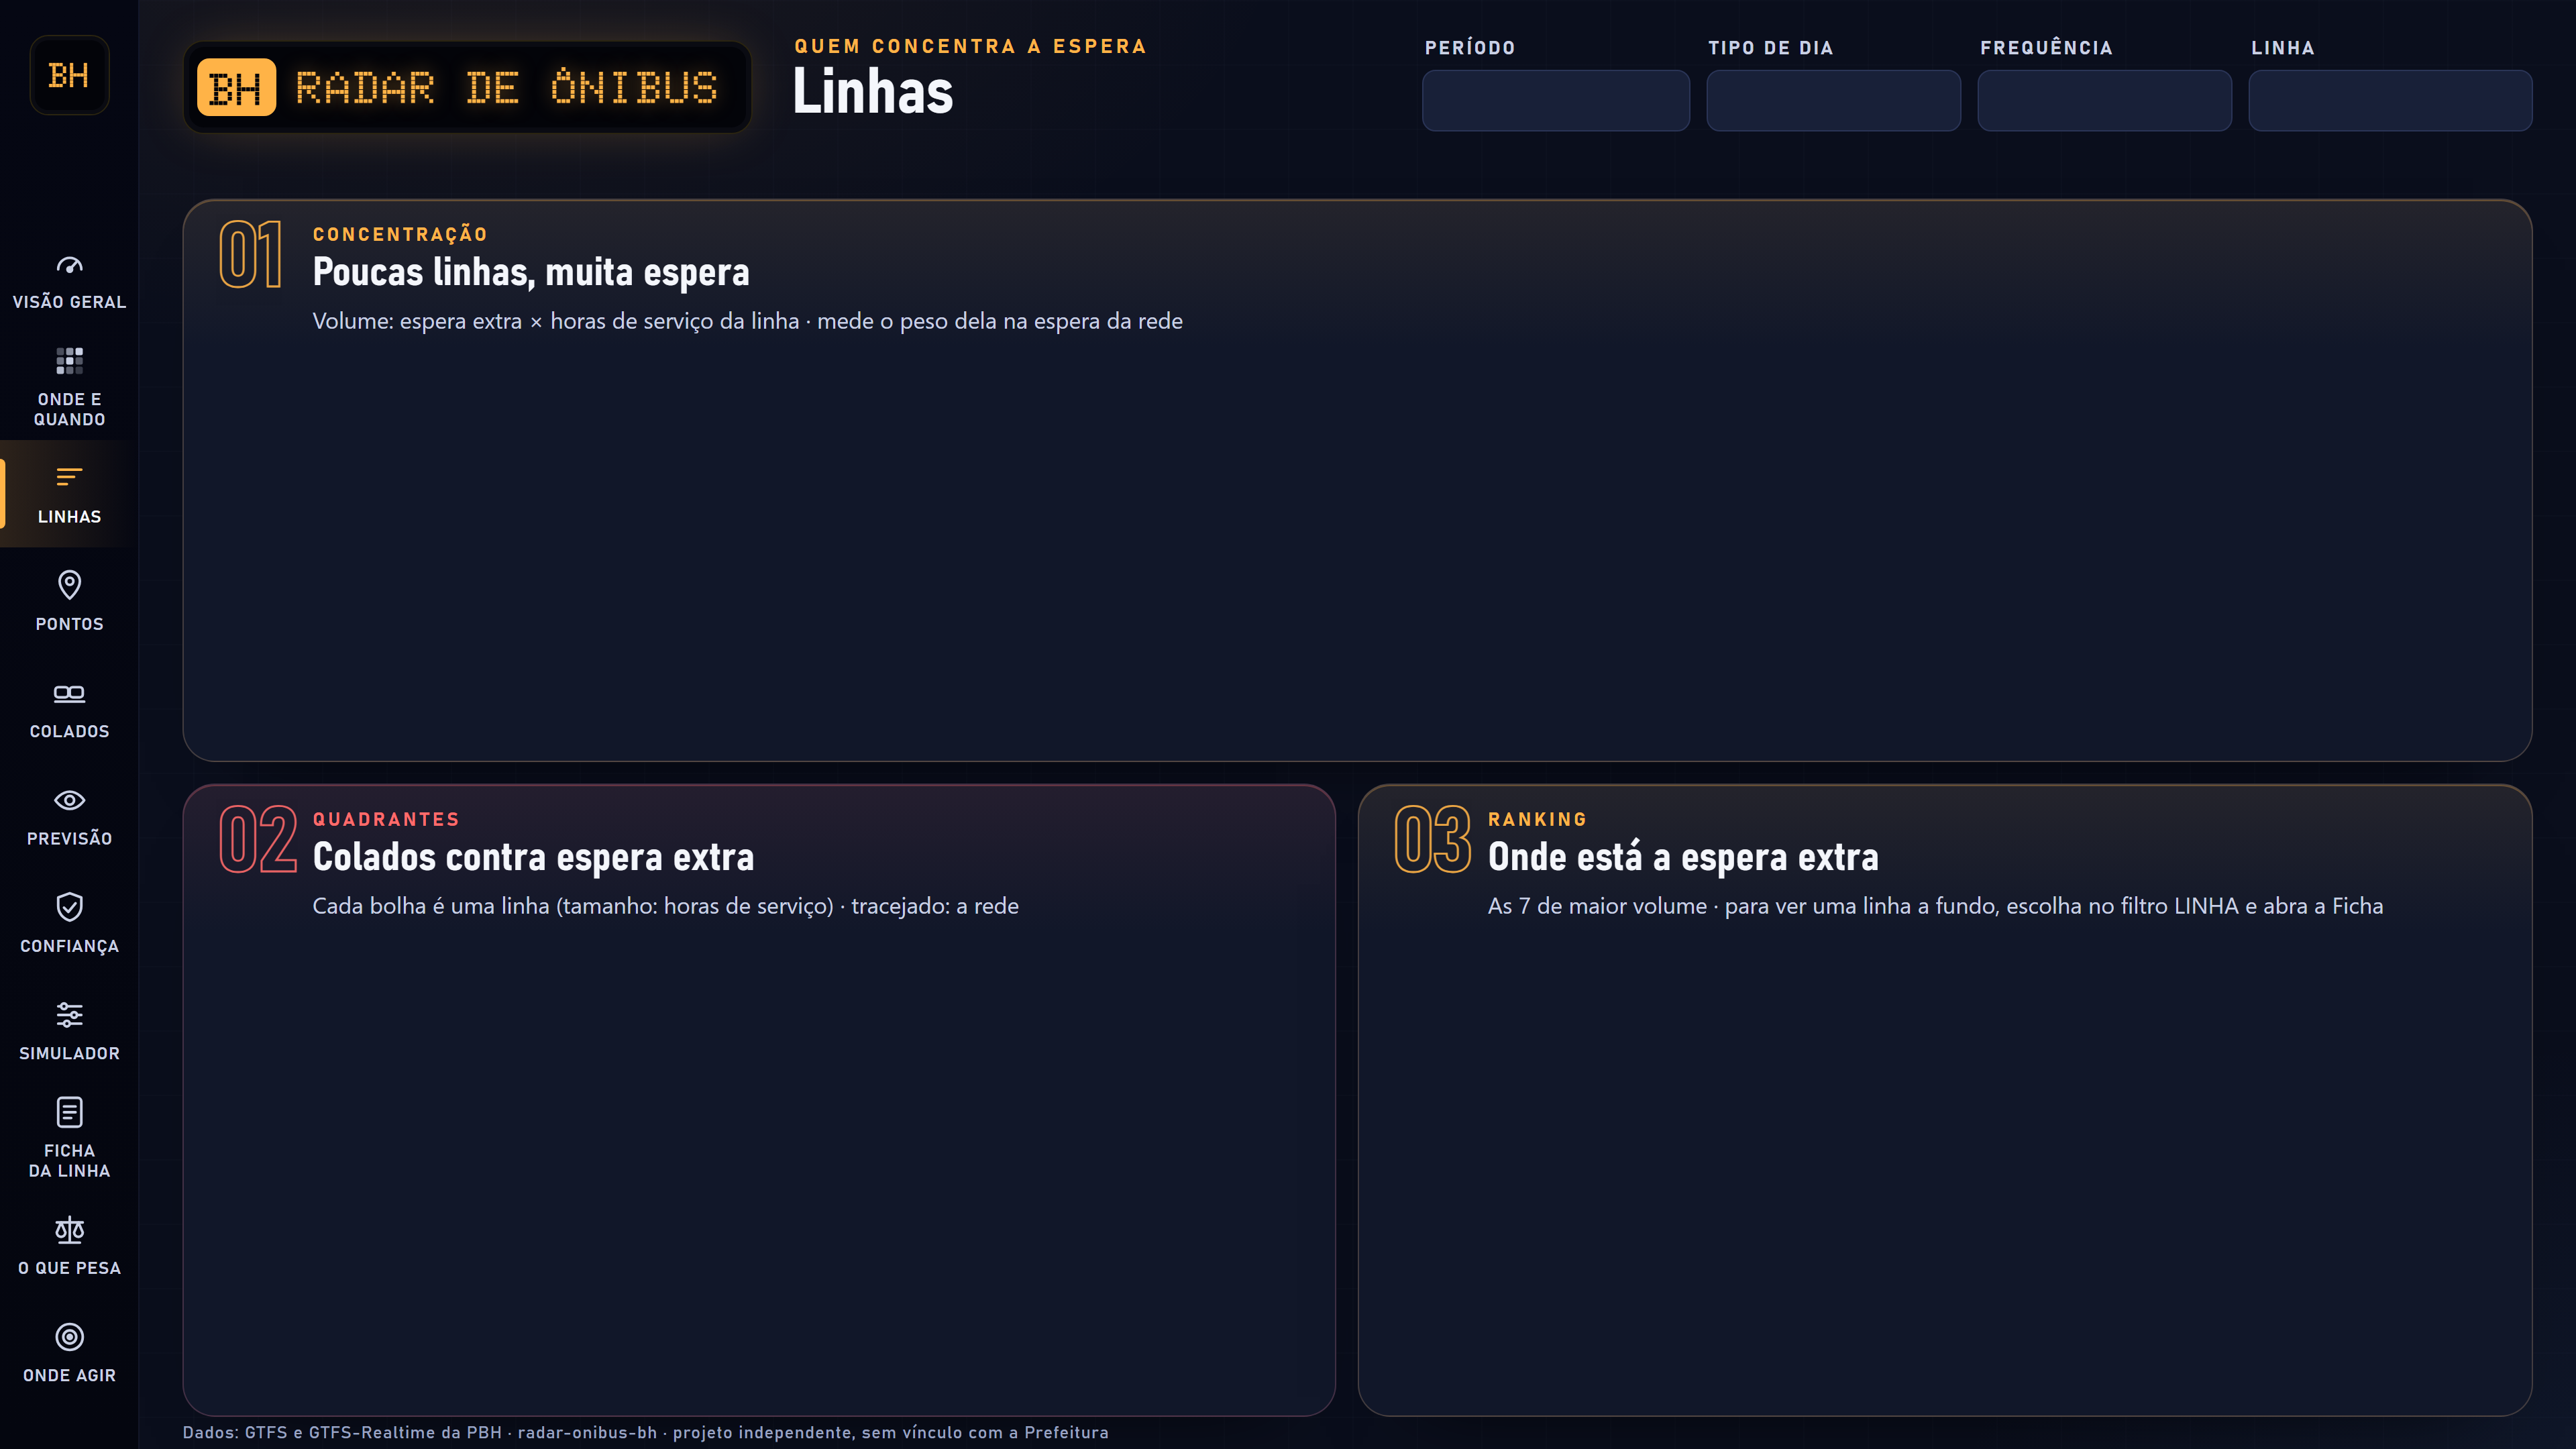 BH
BH RADAR DE ÔNIBUS
QUEM CONCENTRA A ESPERA
Linhas
PERÍODO
TIPO DE DIA
FREQUÊNCIA
LINHA
VISÃO GERAL
ONDE E
QUANDO
LINHAS
PONTOS
COLADOS
PREVISÃO
CONFIANÇA
SIMULADOR
FICHA
DA LINHA
O QUE PESA
ONDE AGIR
01
CONCENTRAÇÃO
Poucas linhas, muita espera
Volume: espera extra × horas de serviço da linha · mede o peso dela na espera da rede
02
QUADRANTES
Colados contra espera extra
Cada bolha é uma linha (tamanho: horas de serviço) · tracejado: a rede
03
RANKING
Onde está a espera extra
As 7 de maior volume · para ver uma linha a fundo, escolha no filtro LINHA e abra a Ficha
Dados: GTFS e GTFS-Realtime da PBH · radar-onibus-bh · projeto independente, sem vínculo com a Prefeitura